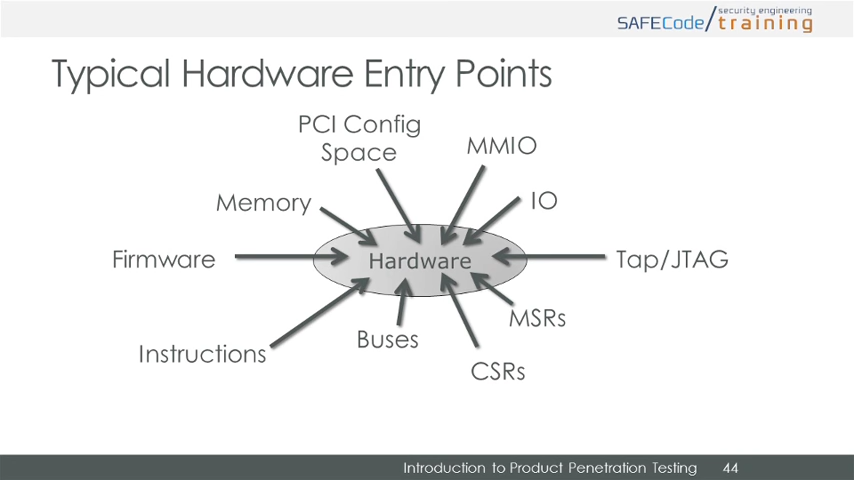 security engineering
SAFECode/training
Typical Hardware Entry Points
PCI Config
Space
MMIO
Memory
IO
Firmware
Hardware
Tap/JTAG
MSRs
Buses
Instructions
CSRs
Introduction to Product Penetration Testing 44